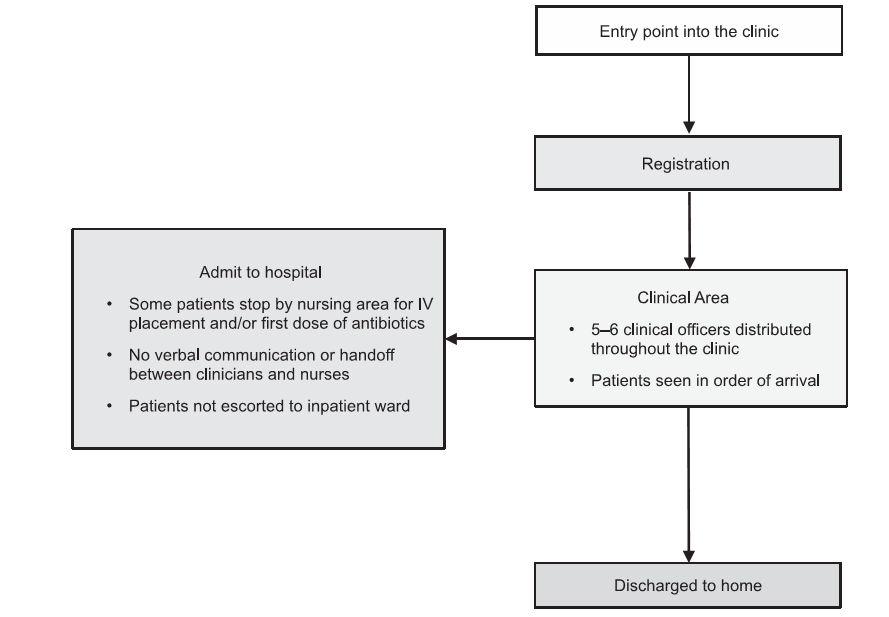 Entry point into the clinic
Registration
Clinical Area
• 5–6 clinical officers distributed
throughout the clinic
• Patients seen in order of arrival
Admit to hospital
• Some patients stop by nursing area for IV
placement and/or first dose of antibiotics
• No verbal communication or handoff
between clinicians and nurses
• Patients not escorted to inpatient ward
Discharged to home